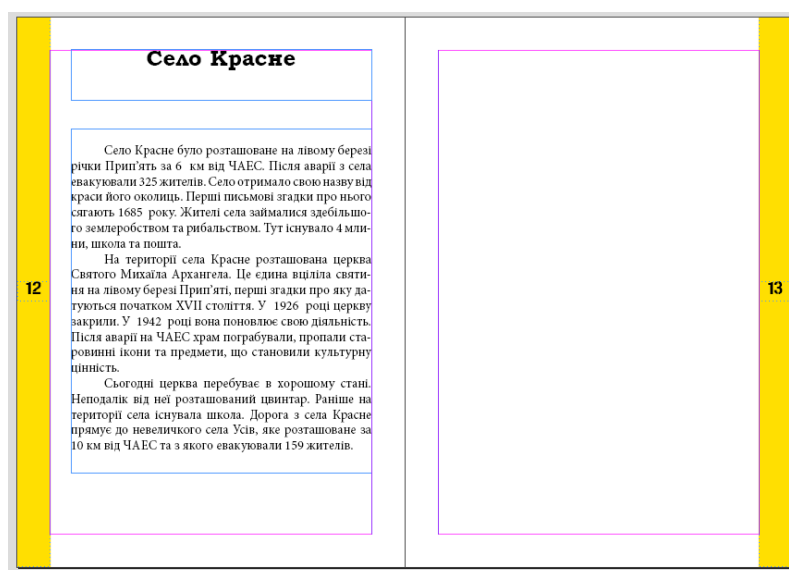 Село Красне
Село Красне було розташоване на лівому березі
річки Прип’ять за 6 км від ЧАЕС. Після аварії з села
евакуювали 325 жителів. Село отримало свою назву від
краси його околиць. Перші письмові згадки про нього
сягають 1685 року. Жителі села займалися здебільшо-
го землеробством та рибальством. Тут існувало 4 мли-
ни, школа та пошта.
На території села Красне розташована церква
Святого Михаїла Архангела. Це єдина вціліла святи-
ня на лівому березі Прип’яті, перші згадки про яку да-
туються початком XVII століття. У 1926 році церкву
закрили. У 1942 році вона поновлює свою діяльність.
Після аварії на ЧАЕС храм пограбували, пропали ста-
ровинні ікони та предмети, що становили культурну
цінність.
Сьогодні церква перебуває в хорошому стані.
Неподалік від неї розташований цвинтар. Раніше на
території села існувала школа. Дорога з села Красне
прямує до невеличкого села Усів, яке розташоване за
10 км від ЧАЕС та з якого евакуювали 159 жителів.
12
13